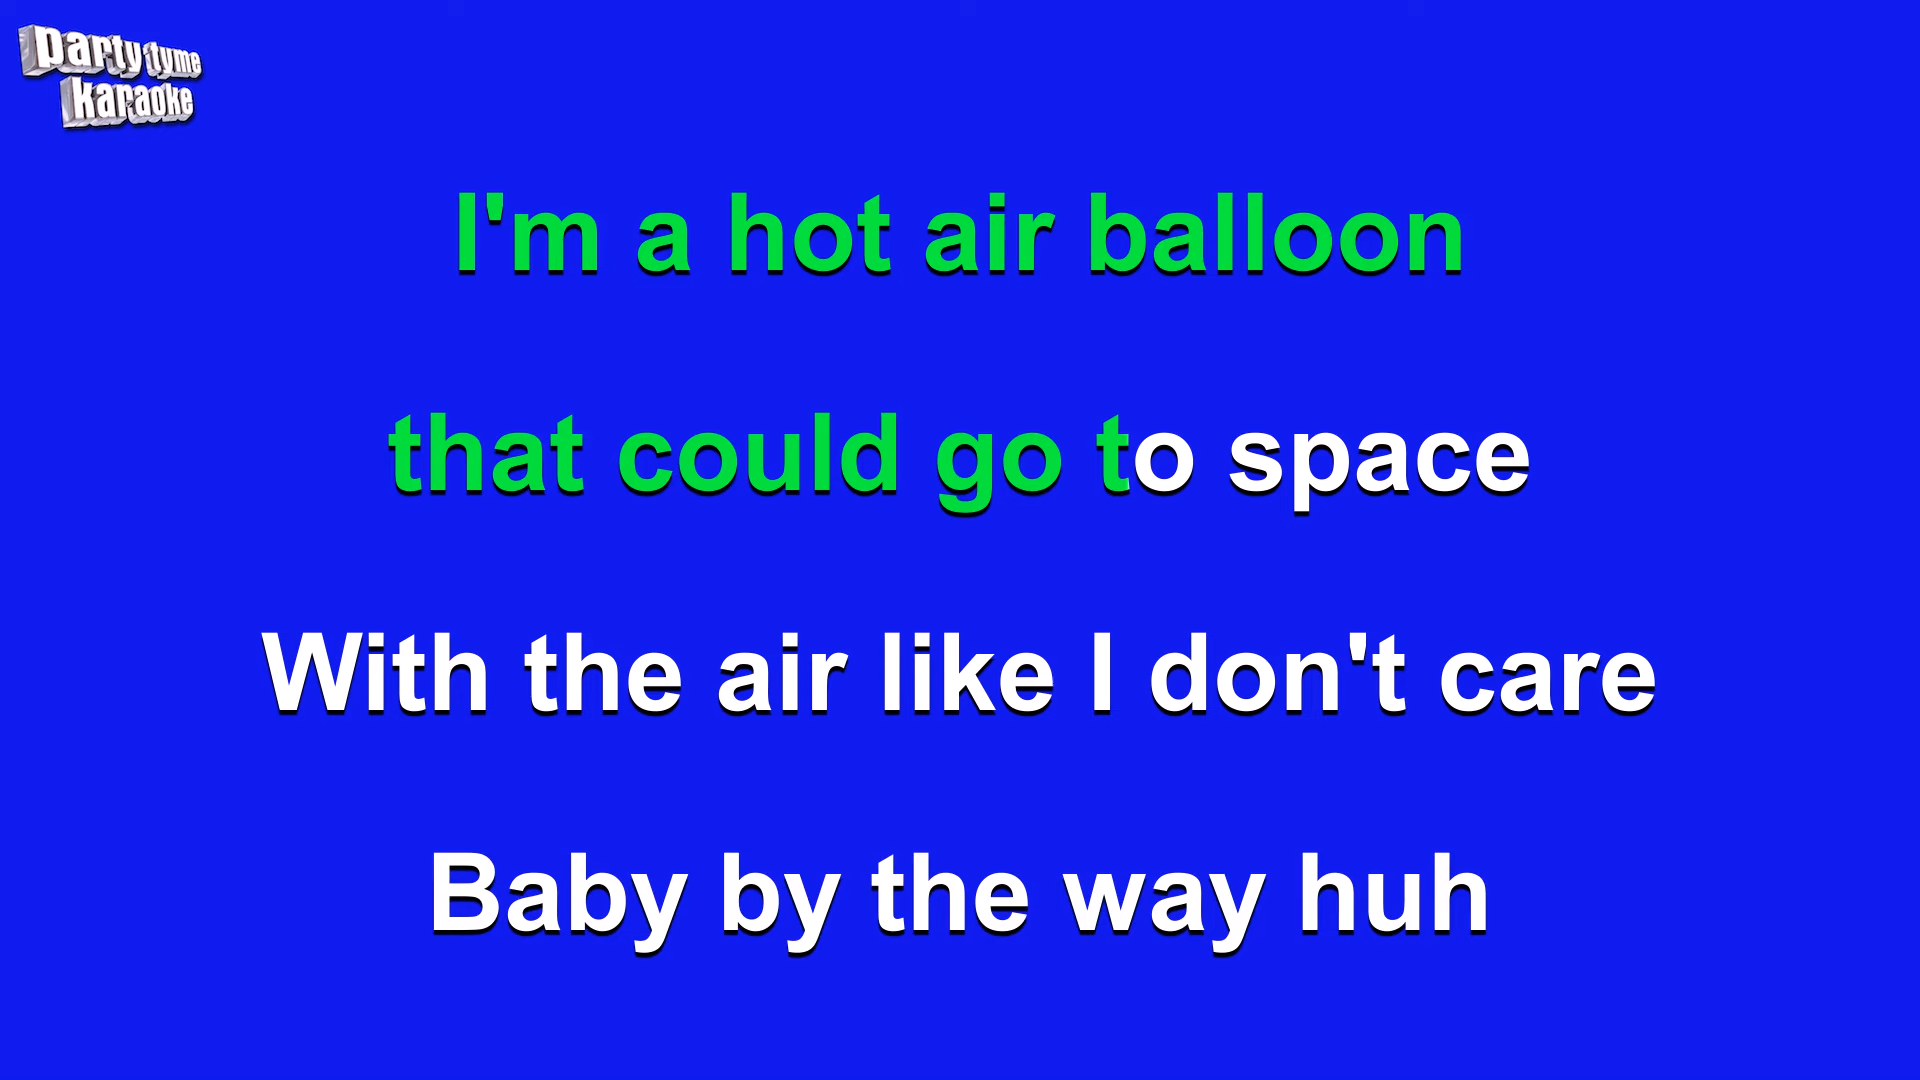 party tyme
karaoke
I'm a hot air balloon
that could go to space
With the air like I don't care
Baby by the way huh